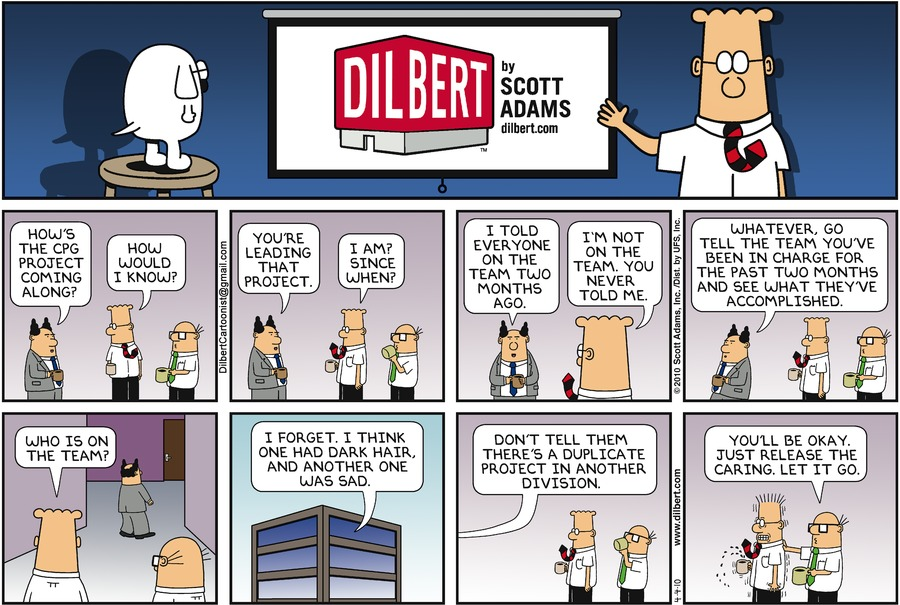 DILBERT
™
by
SCOTT
ADAMS
dilbert.com
HOW'S
THE CPG
PROJECT
COMING
ALONG?
HOW
WOULD
I KNOW?
DilbertCartoonist@gmail.com
YOU'RE
LEADING
THAT
PROJECT.
I AM?
SINCE
WHEN?
I TOLD
EVERYONE
ON THE
TEAM TWO
MONTHS
AGO.
I'M NOT
ON THE
TEAM. YOU
NEVER
TOLD ME.
© 2010 Scott Adams, Inc. /Dist. by UFS, Inc.
WHATEVER, GO
TELL THE TEAM YOU'VE
BEEN IN CHARGE FOR
THE PAST TWO MONTHS
AND SEE WHAT THEY'VE
ACCOMPLISHED.
WHO IS ON
THE TEAM?
I FORGET. I THINK
ONE HAD DARK HAIR,
AND ANOTHER ONE
WAS SAD.
DON'T TELL THEM
THERE'S A DUPLICATE
PROJECT IN ANOTHER
DIVISION.
www.dilbert.com
4-4-10
YOU'LL BE OKAY.
JUST RELEASE THE
CARING. LET IT GO.